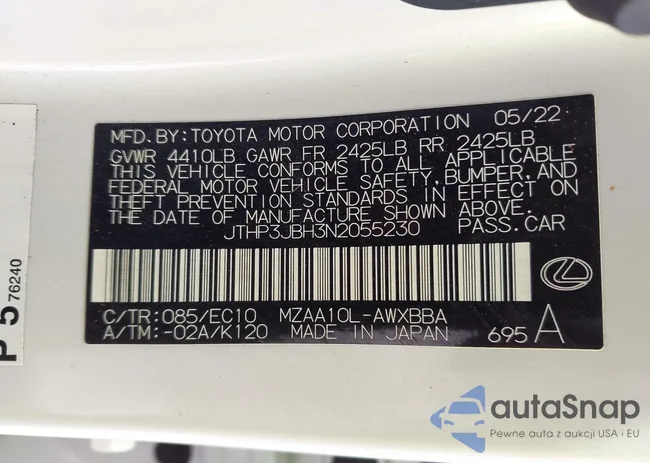 MFD.BY:TOYOTA MOTOR CORPORATION 05/22
GVWR 4410LB GAWR FR 2425LB RR 2425LB
THIS VEHICLE CONFORMS TO ALL APPLICABLE
FEDERAL MOTOR VEHICLE SAFETY,BUMPER,AND
THEFT PREVENTION STANDARDS IN EFFECT ON
THE DATE OF MANUFACTURE SHOWN ABOVE.
JTHP3JBH3N2055230 PASS.CAR
C/TR:085/EC10 MZAA10L-AWXBBA
A/TM:-02A/K120 MADE IN JAPAN 695 A
P 5 76240
autaSnap
Pewne auta z aukcji USA i EU